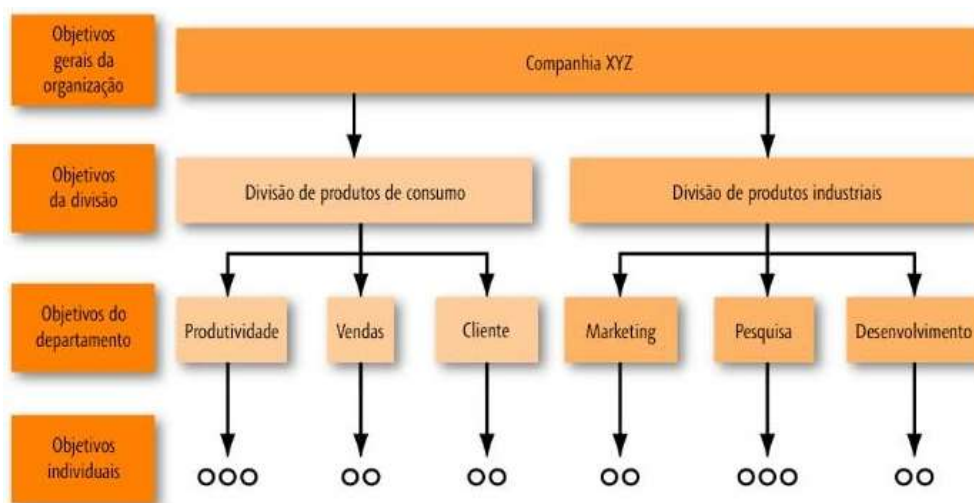 Objetivos
gerais da
organização
Companhia XYZ
Objetivos
da divisão
Divisão de produtos de consumo
Divisão de produtos industriais
Objetivos do
departamento
Produtividade
Vendas
Cliente
Marketing
Pesquisa
Desenvolvimento
Objetivos
individuais